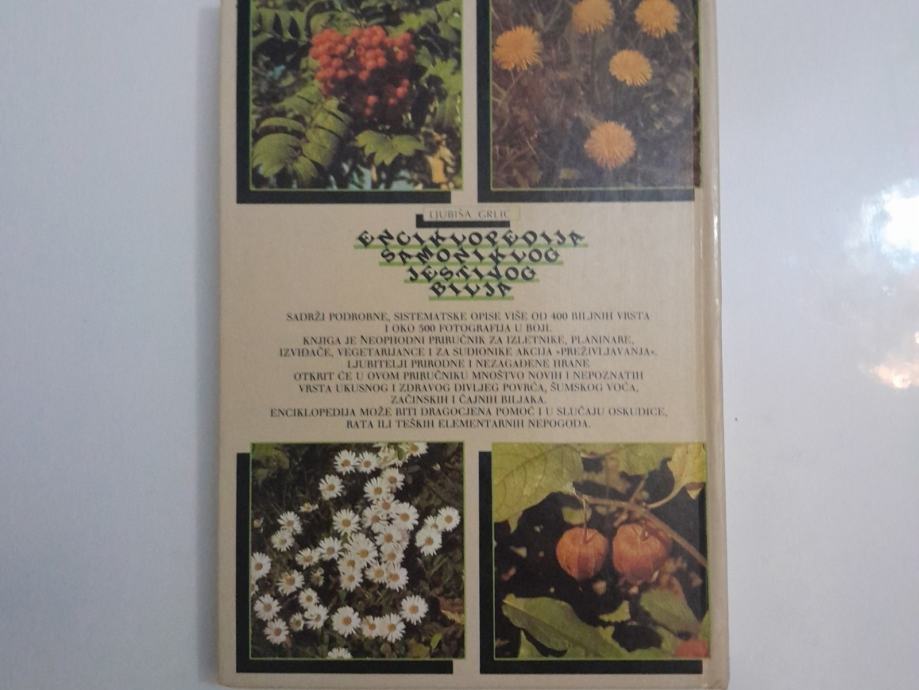 LJUBIŠA GRLIĆ
ENCIKLOPEDIJA
SAMONIKLOG
JESTIVOG
BILJA
SADRŽI PODROBNE, SISTEMATSKE OPISE VIŠE OD 400 BILJNIH VRSTA
I OKO 500 FOTOGRAFIJA U BOJI.
KNJIGA JE NEOPHODNI PRIRUČNIK ZA IZLETNIKE, PLANINARE,
IZVIĐAČE, VEGETARIJANCE I ZA SUDIONIKE AKCIJA »PREŽIVLJAVANJA«.
LJUBITELJI PRIRODNE I NEZAGAĐENE HRANE
OTKRIT ĆE U OVOM PRIRUČNIKU MNOŠTVO NOVIH I NEPOZNATIH
VRSTA UKUSNOG I ZDRAVOG DIVLJEG POVRĆA, ŠUMSKOG VOĆA,
ZAČINSKIH I ČAJNIH BILJAKA.
ENCIKLOPEDIJA MOŽE BITI DRAGOCJENA POMOĆ I U SLUČAJU OSKUDICE,
RATA ILI TEŠKIH ELEMENTARNIH NEPOGODA.